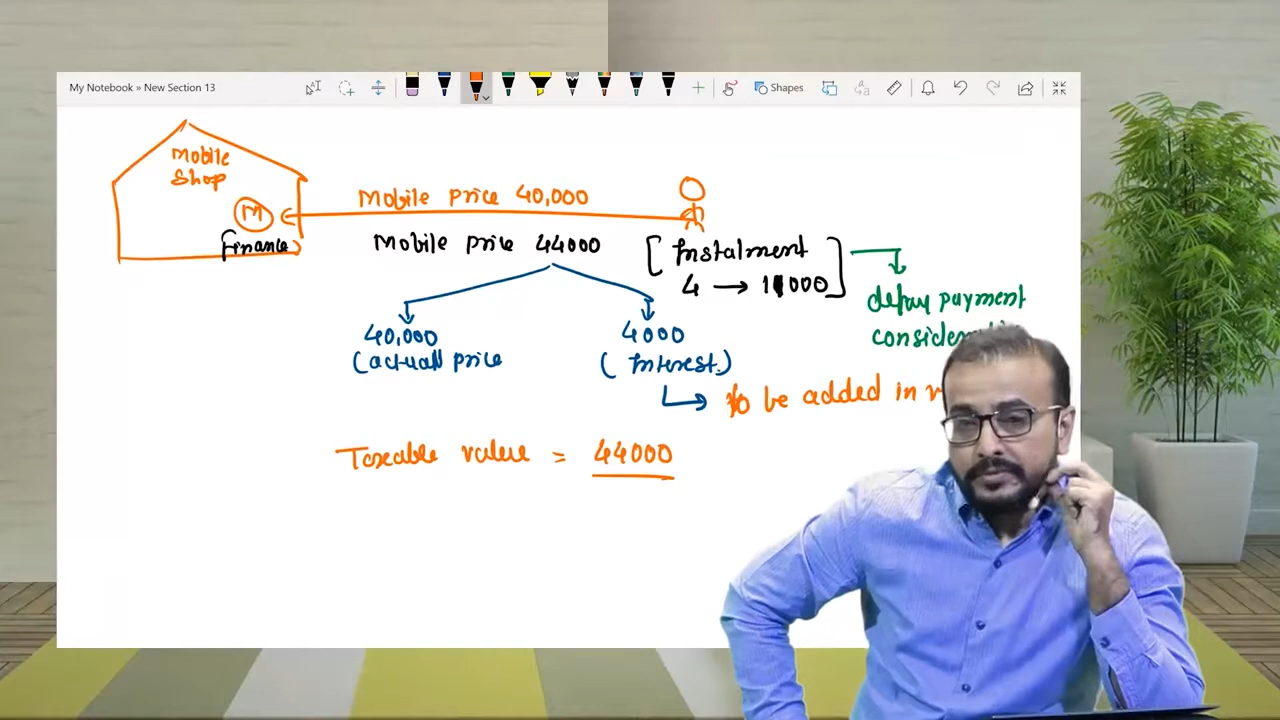 My Notebook » New Section 13
Shapes
Mobile
Shop
M
Finance
Mobile price 40,000
Mobile price 44000
[ Instalment
4 → 11000 ]
delay payment
40,000
(actual price
4000
(Interest)
to be added in
Taxable value = 44000